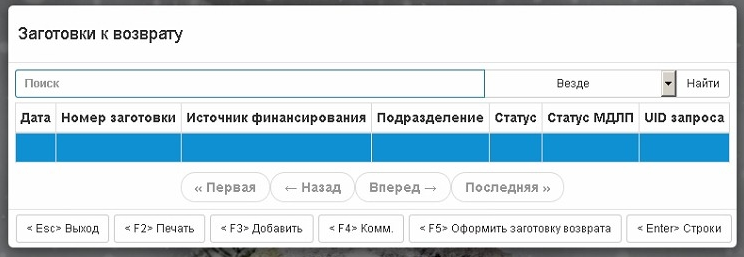 Заготовки к возврату
Поиск Везде Найти
Дата Номер заготовки Источник финансирования Подразделение Статус Статус МДЛП UID запроса
« Первая ← Назад Вперед → Последняя »
< Esc> Выход < F2> Печать < F3> Добавить < F4> Комм. < F5> Оформить заготовку возврата < Enter> Строки